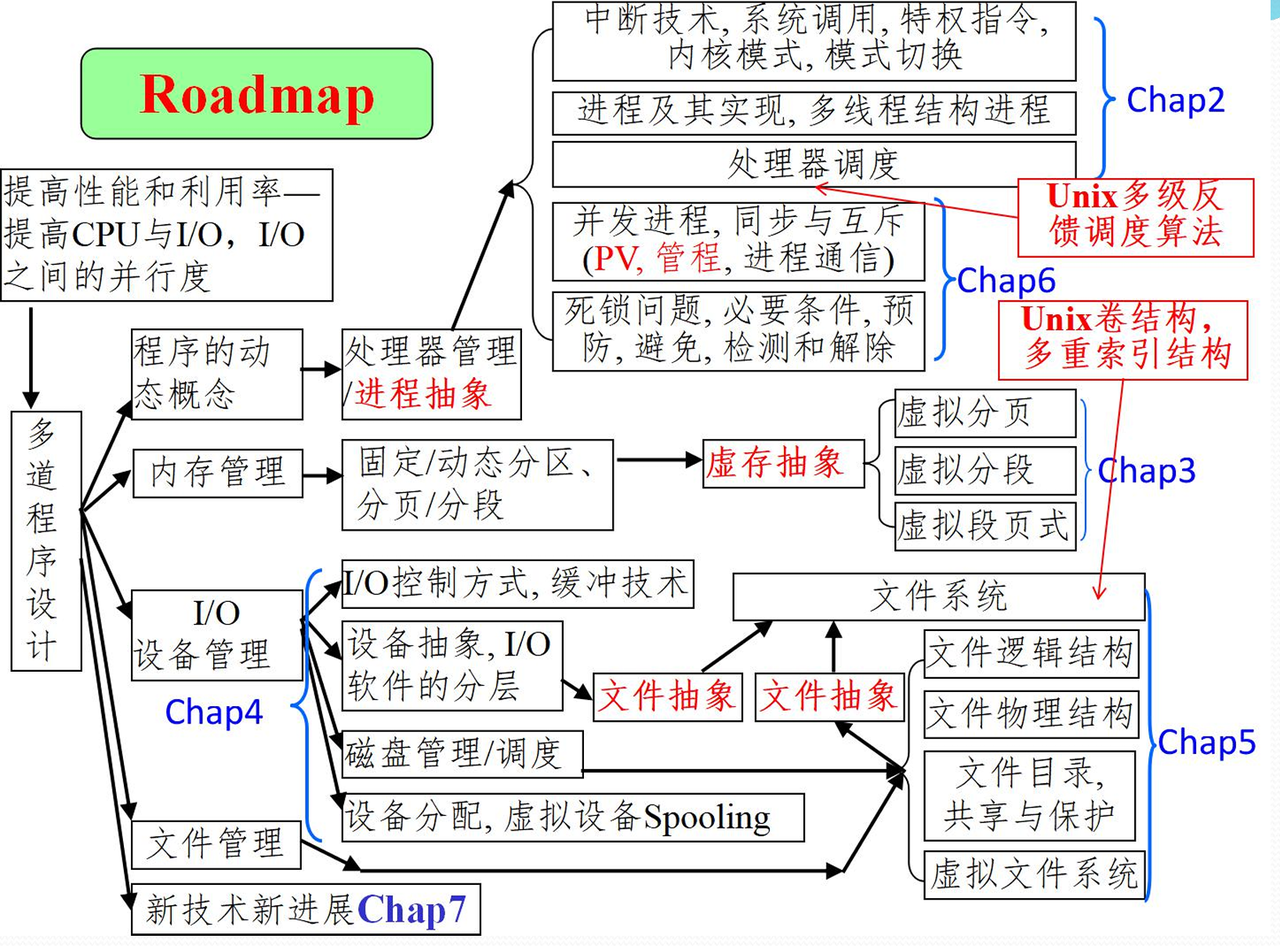 Roadmap
中断技术, 系统调用, 特权指令,
内核模式, 模式切换
Chap2
进程及其实现, 多线程结构进程
处理器调度
提高性能和利用率—
提高CPU与I/O，I/O
之间的并行度
Unix多级反
馈调度算法
并发进程, 同步与互斥
(PV, 管程, 进程通信)
Chap6
死锁问题, 必要条件, 预
防, 避免, 检测和解除
Unix卷结构，
多重索引结构
程序的动
态概念
处理器管理
/进程抽象
多
道
程
序
设
计
内存管理
固定/动态分区、
分页/分段
虚存抽象
虚拟分页
虚拟分段
虚拟段页式
Chap3
I/O
设备管理
Chap4
I/O控制方式, 缓冲技术
设备抽象, I/O
软件的分层
磁盘管理/调度
设备分配, 虚拟设备Spooling
文件抽象
文件抽象
文件系统
文件逻辑结构
文件物理结构
文件目录,
共享与保护
虚拟文件系统
Chap5
文件管理
新技术新进展Chap7